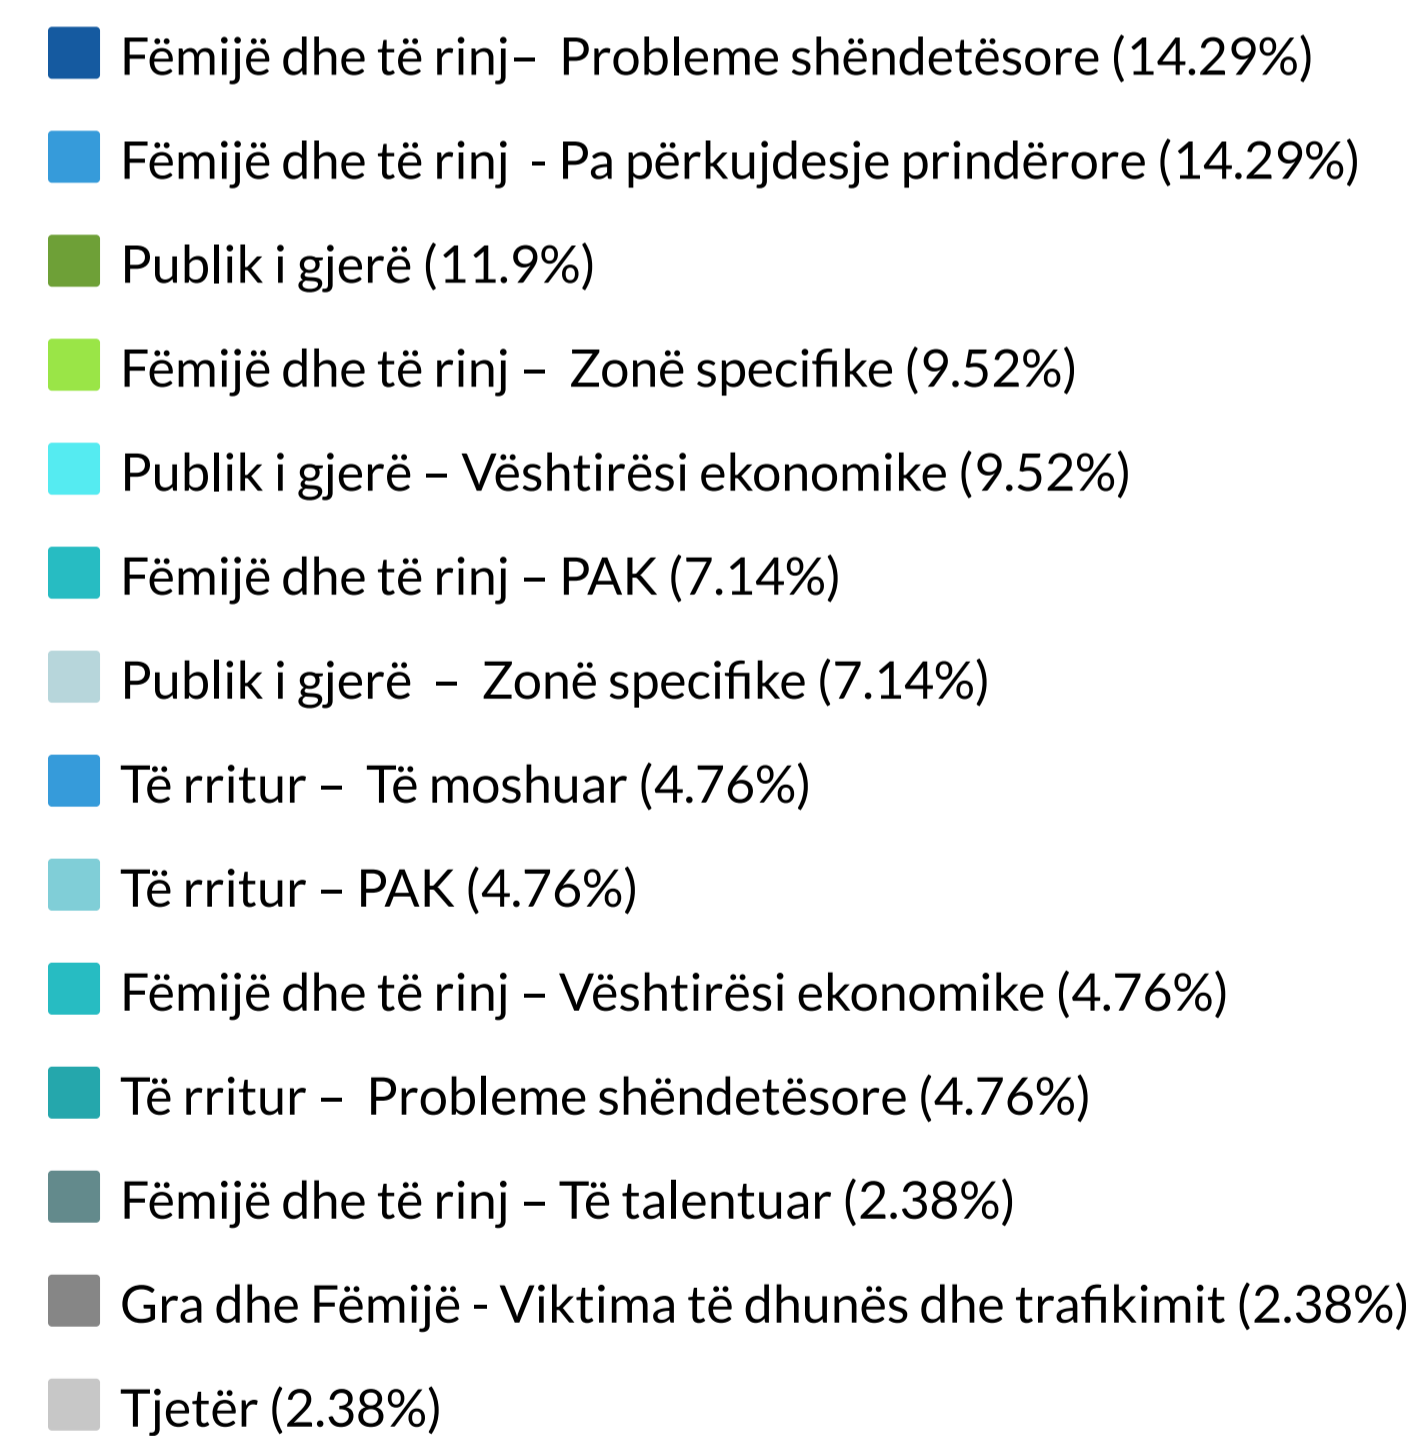 Fëmijë dhe të rinj– Probleme shëndetësore (14.29%)
Fëmijë dhe të rinj - Pa përkujdesje prindërore (14.29%)
Publik i gjerë (11.9%)
Fëmijë dhe të rinj – Zonë specifike (9.52%)
Publik i gjerë – Vështirësi ekonomike (9.52%)
Fëmijë dhe të rinj – PAK (7.14%)
Publik i gjerë – Zonë specifike (7.14%)
Të rritur – Të moshuar (4.76%)
Të rritur – PAK (4.76%)
Fëmijë dhe të rinj – Vështirësi ekonomike (4.76%)
Të rritur – Probleme shëndetësore (4.76%)
Fëmijë dhe të rinj – Të talentuar (2.38%)
Gra dhe Fëmijë - Viktima të dhunës dhe trafikimit (2.38%)
Tjetër (2.38%)